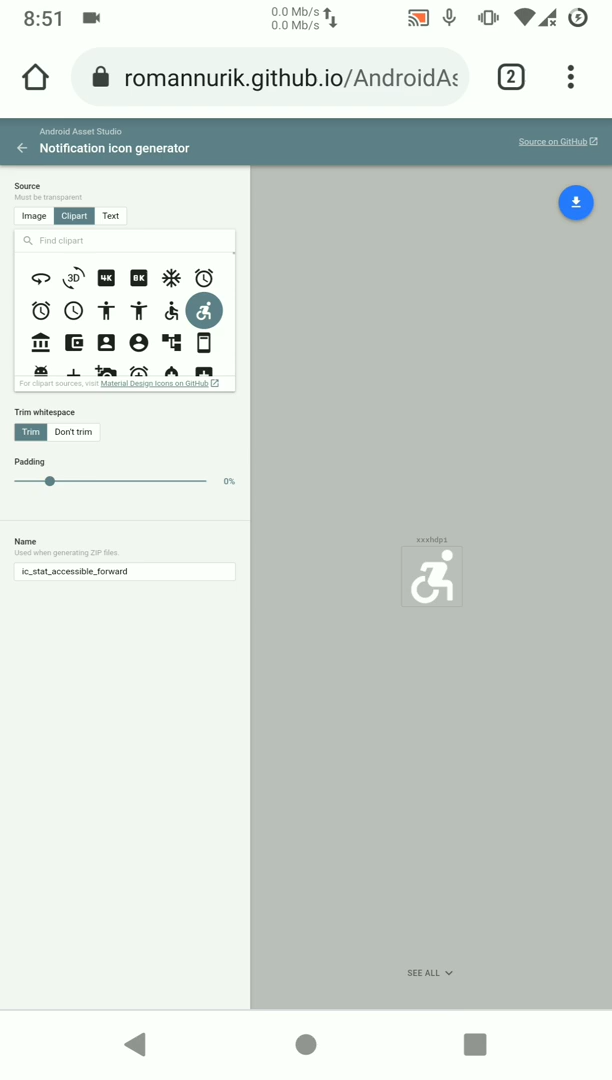 8:51
0.0 Mb/s
0.0 Mb/s
romannurik.github.io/AndroidAs
2
Android Asset Studio
Notification icon generator
Source on GitHub
Source
Must be transparent
Image Clipart Text
Find clipart
3D 4K 8K
For clipart sources, visit Material Design Icons on GitHub
Trim whitespace
Trim Don't trim
Padding
0%
Name
Used when generating ZIP files.
ic_stat_accessible_forward
xxxhdpi
SEE ALL